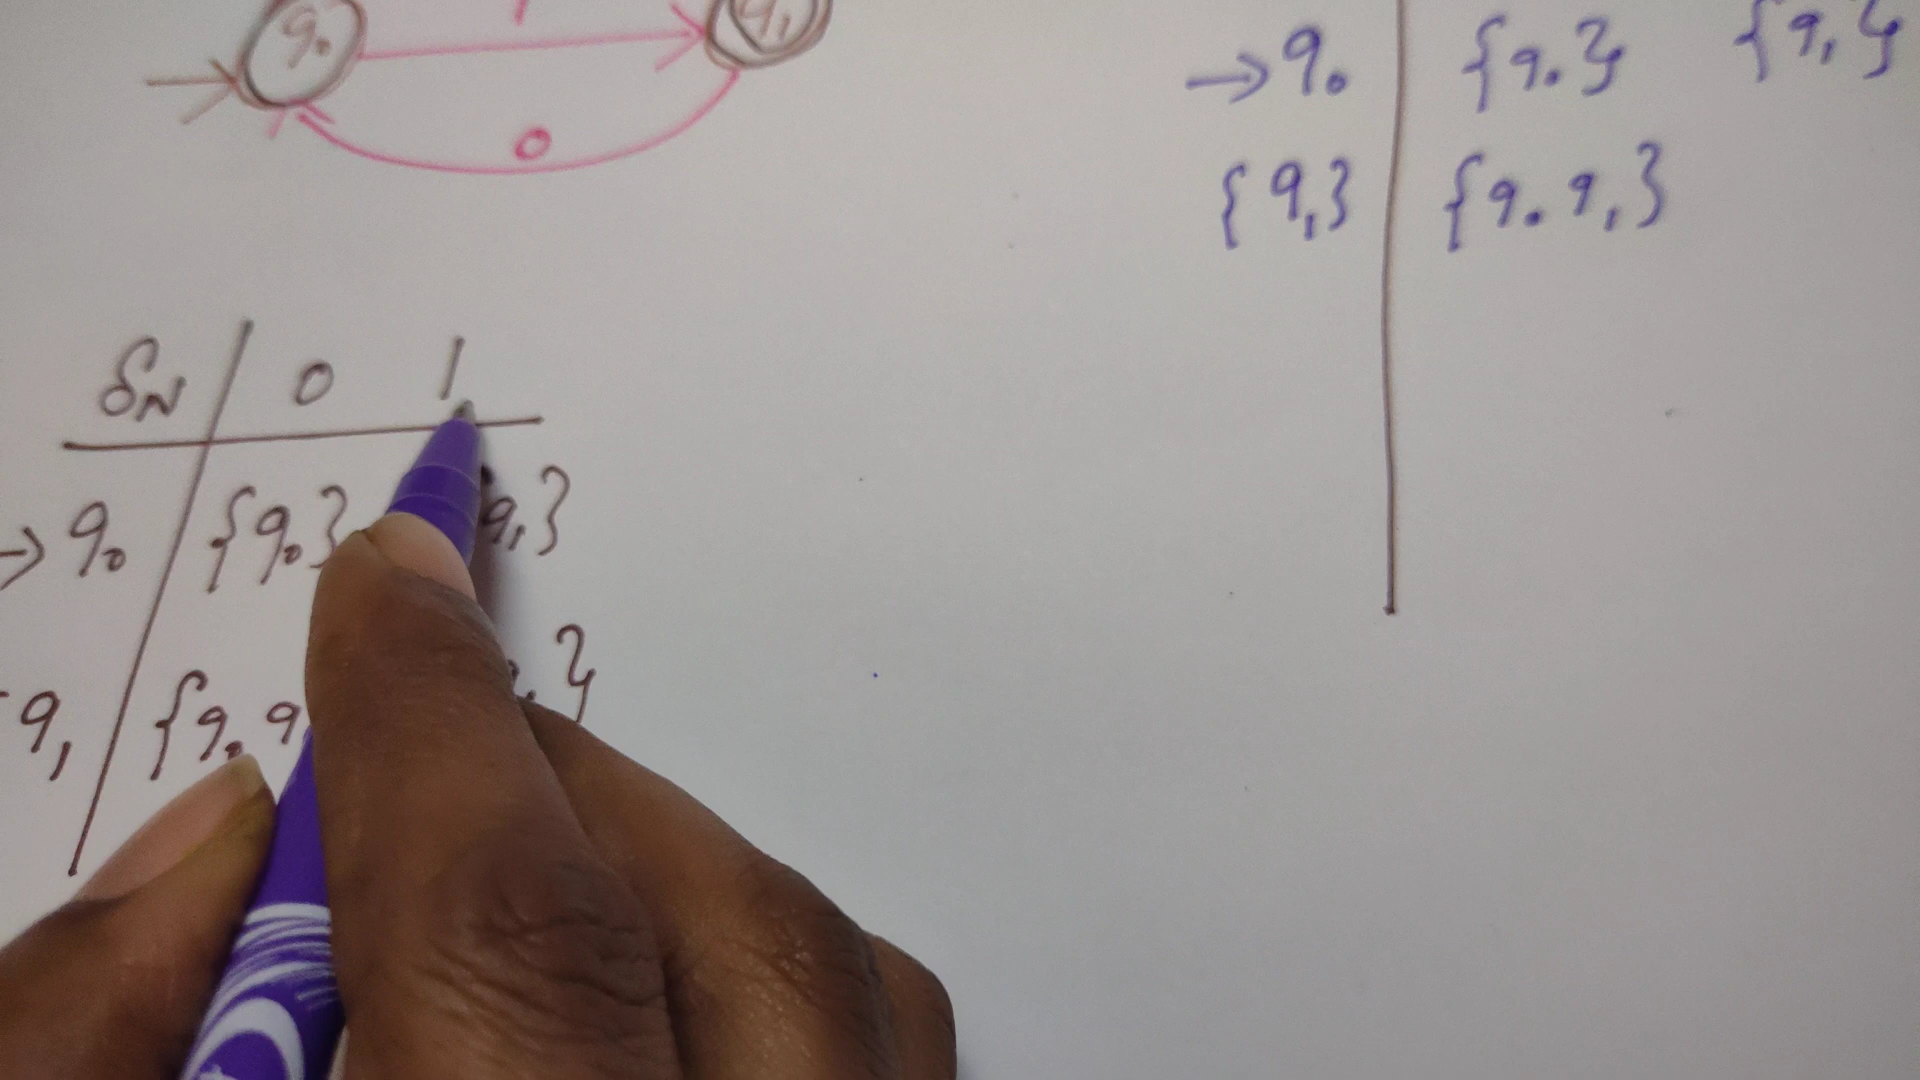 q₀ 1 q₁
0
→ q₀ {q₀} {q₁}
{q₁} {q₀ q₁}
δN 0 1
→ q₀ {q₀} q₁}
q₁ {q₀ q }